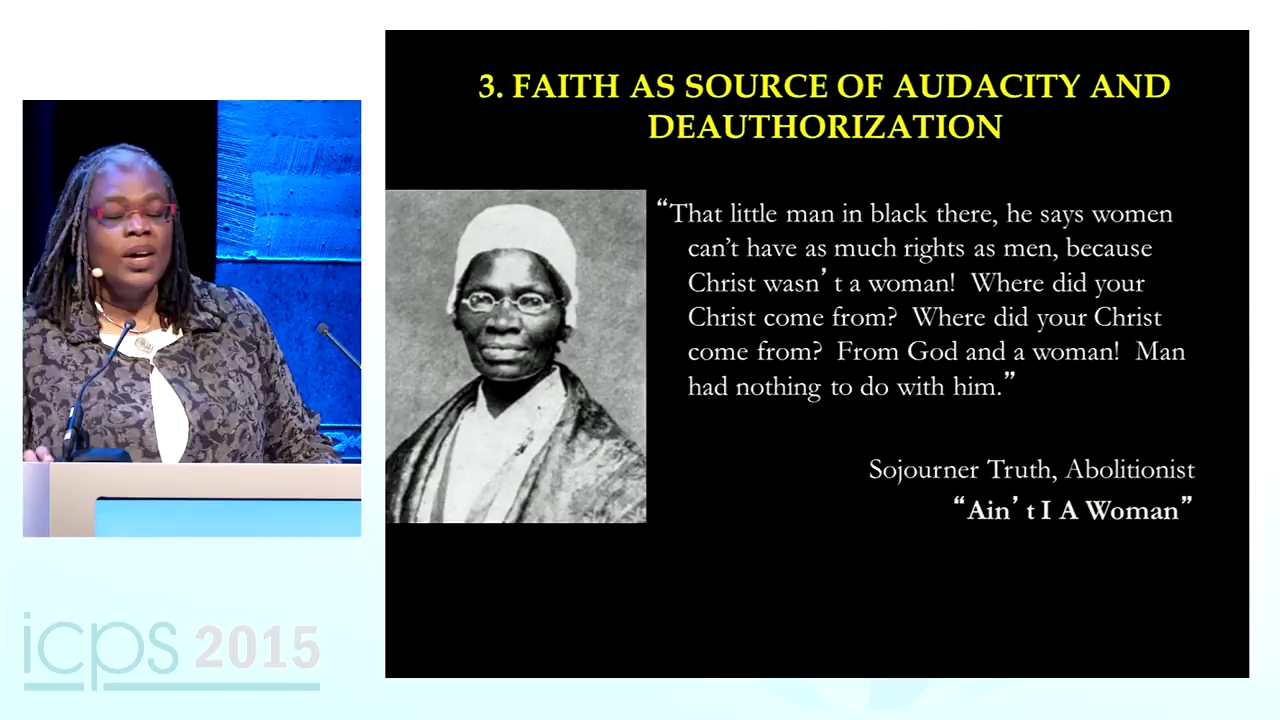 3. FAITH AS SOURCE OF AUDACITY AND
DEAUTHORIZATION
“That little man in black there, he says women
can’t have as much rights as men, because
Christ wasn’ t a woman!  Where did your
Christ come from?  Where did your Christ
come from?  From God and a woman!  Man
had nothing to do with him.”
Sojourner Truth, Abolitionist
“Ain’ t I A Woman”
icps 2015